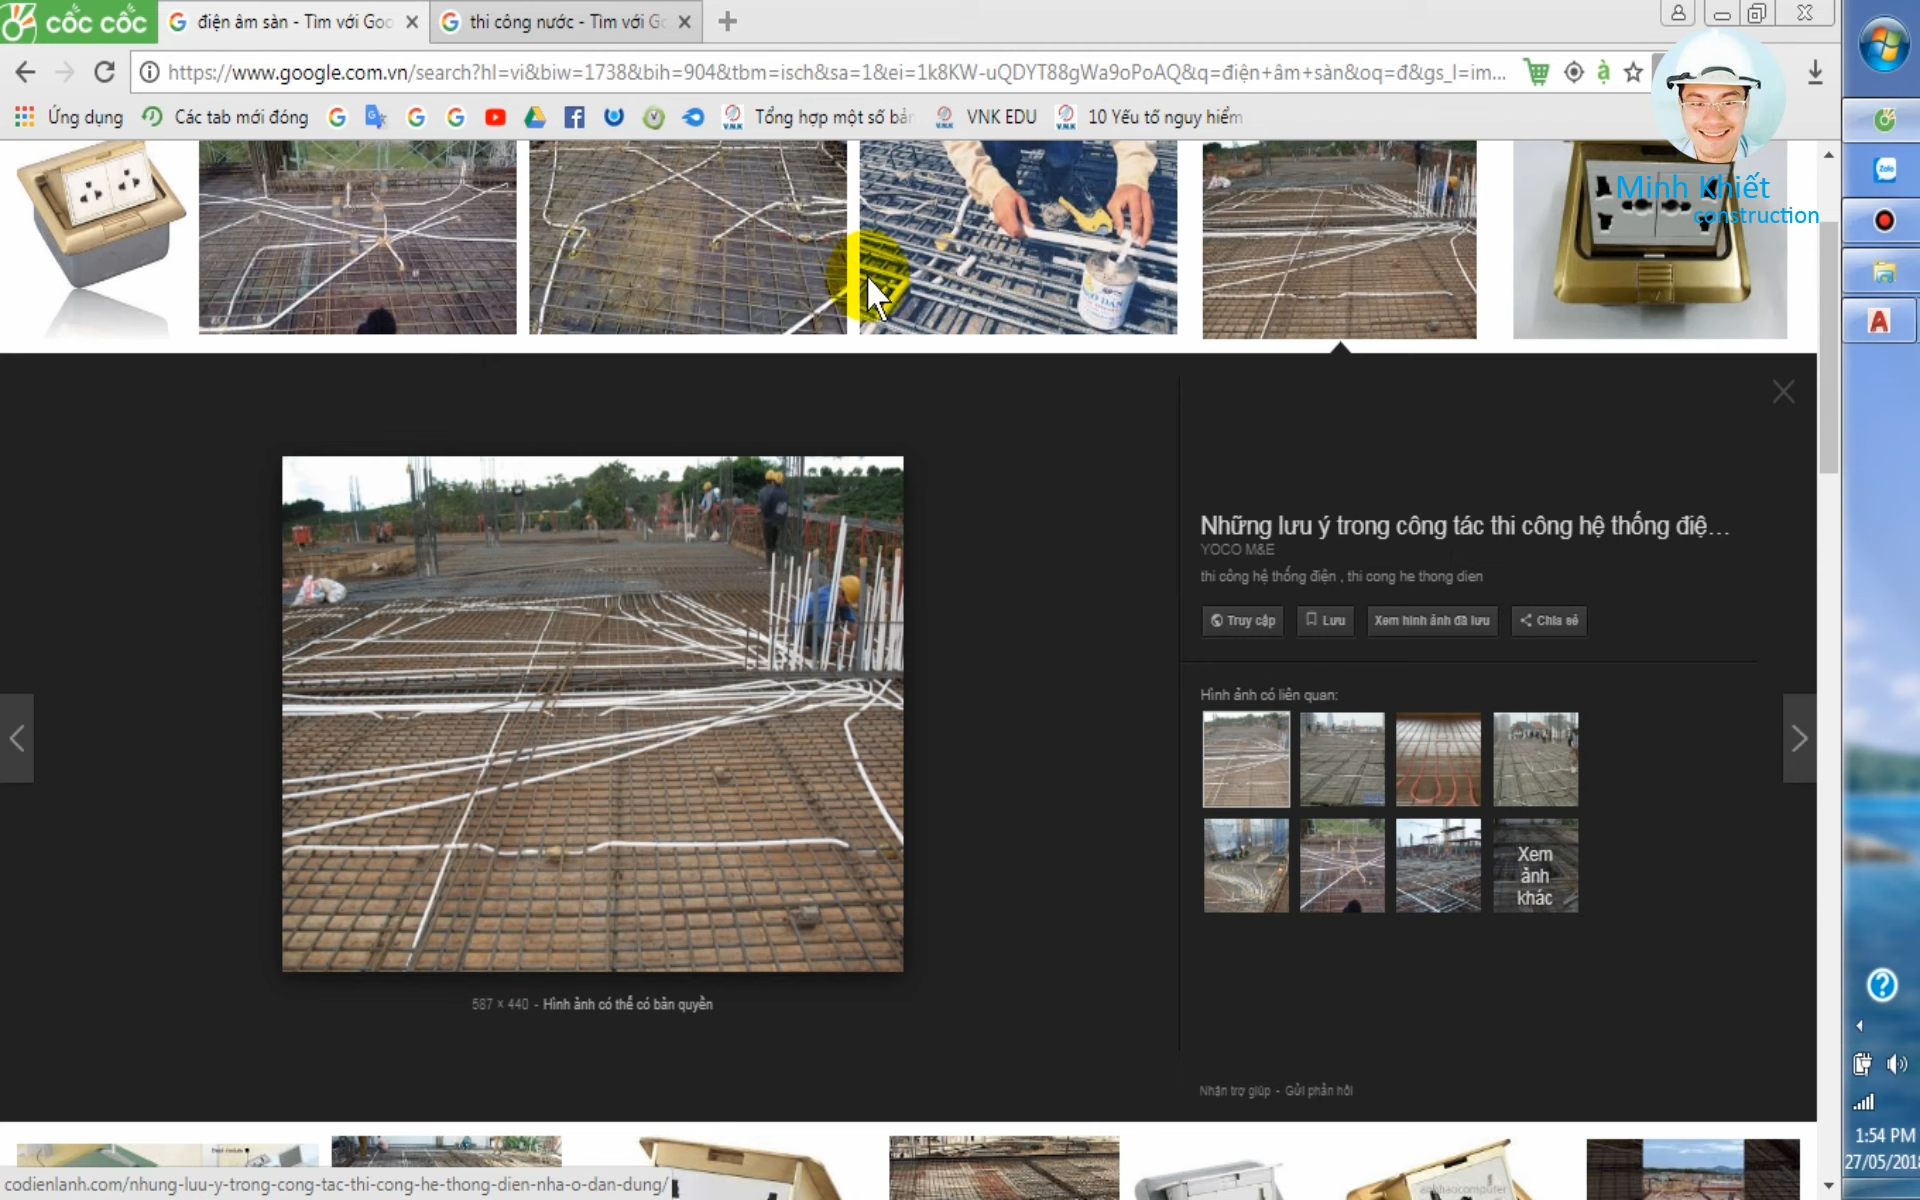 cốc cốc
điện âm sàn - Tìm với Goo
thi công nước - Tìm với Go
https://www.google.com.vn/search?hl=vi&biw=1738&bih=904&tbm=isch&sa=1&ei=1k8KW-uQDYT88gWa9oPoAQ&q=điện+âm+sàn&oq=đ&gs_l=im...
Ứng dụng
Các tab mới đóng
Tổng hợp một số bản
VNK EDU
10 Yếu tố nguy hiểm
Minh Khiết
construction
Zalo
Những lưu ý trong công tác thi công hệ thống điệ...
YOCO M&E
thi công hệ thống điện , thi cong he thong dien
Truy cập
Lưu
Xem hình ảnh đã lưu
Chia sẻ
Hình ảnh có liên quan:
Xem
ảnh
khác
587 × 440 - Hình ảnh có thể có bản quyền
Nhận trợ giúp - Gửi phản hồi
codienlanh.com/nhung-luu-y-trong-cong-tac-thi-cong-he-thong-dien-nha-o-dan-dung/
1:54 PM
27/05/201